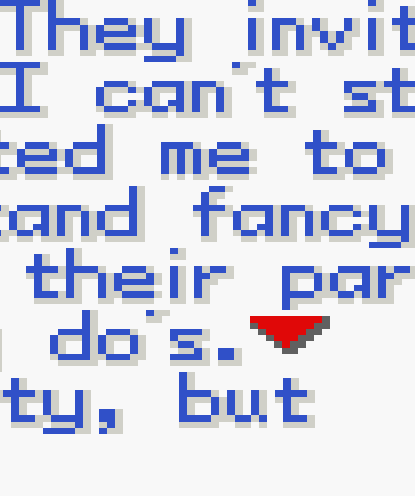 They invit
I can't st
ted me to
and fancy
their par
do's.
ty, but